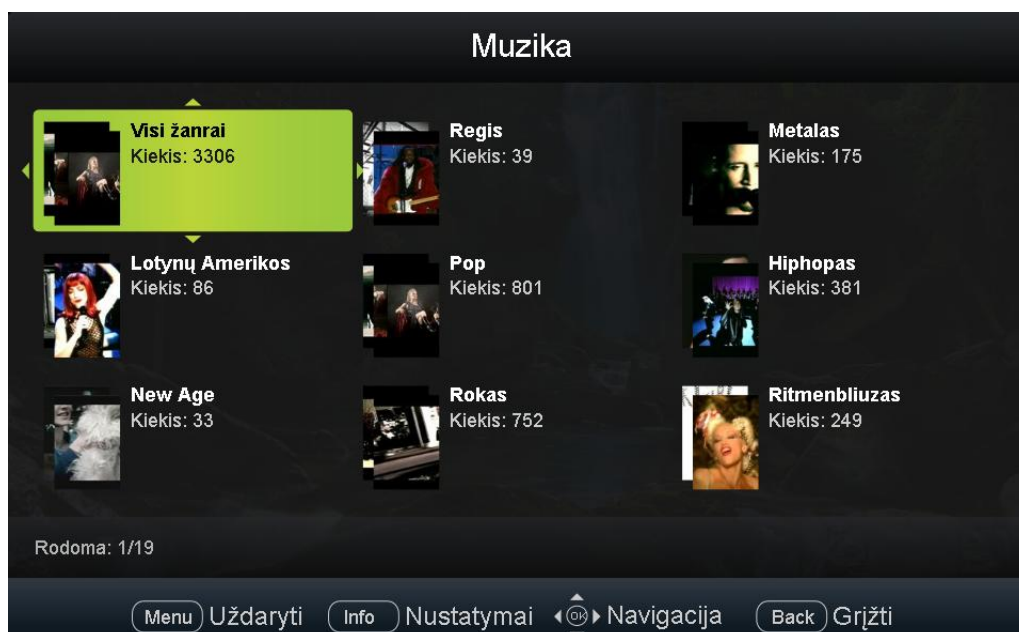 Muzika
Visi žanrai
Kiekis: 3306
Regis
Kiekis: 39
Metalas
Kiekis: 175
Lotynų Amerikos
Kiekis: 86
Pop
Kiekis: 801
Hiphopas
Kiekis: 381
New Age
Kiekis: 33
Rokas
Kiekis: 752
Ritmenbliuzas
Kiekis: 249
Rodoma: 1/19
Menu Uždaryti Info Nustatymai OK Navigacija Back Grįžti